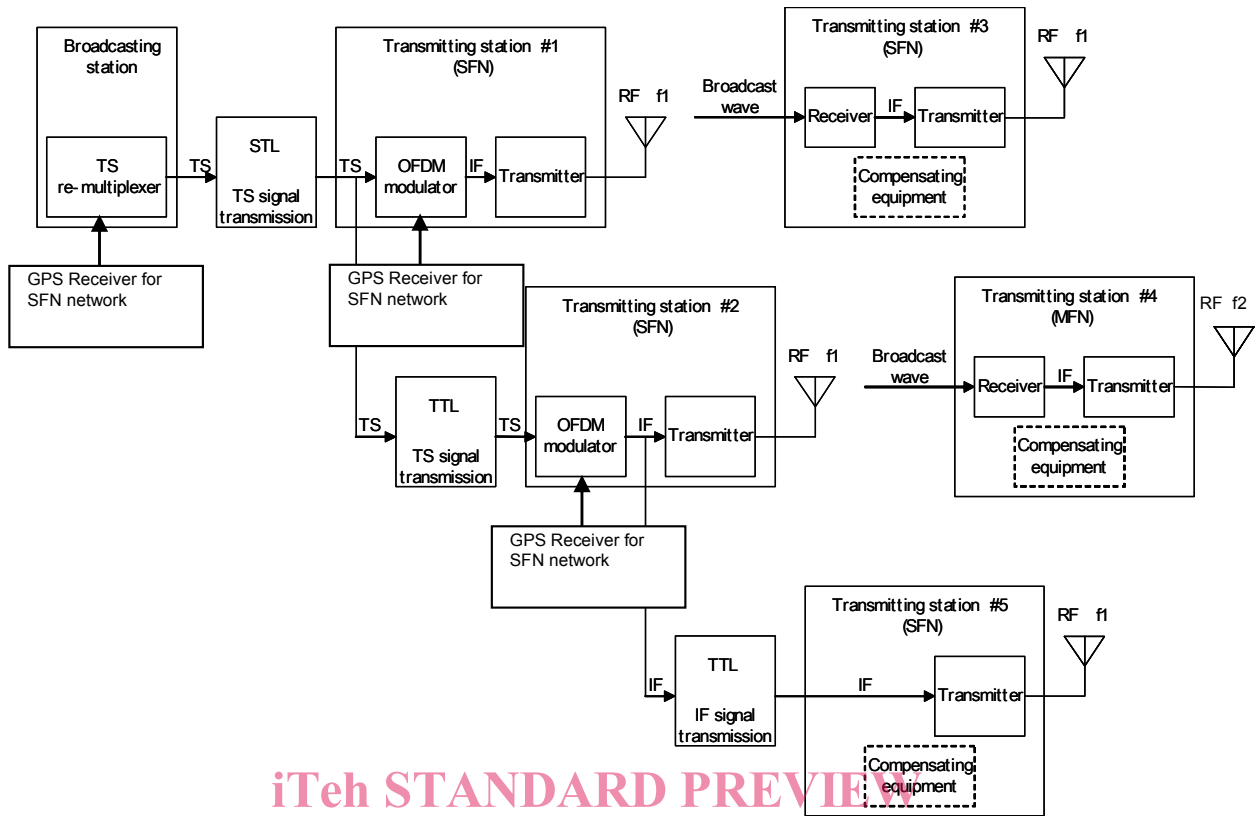 Broadcasting
station
TS
re-multiplexer
GPS Receiver for
SFN network
TS
STL
TS signal
transmission
TS
Transmitting station #1
(SFN)
OFDM
modulator
IF
Transmitter
RF f1
GPS Receiver for
SFN network
Broadcast
wave
Transmitting station #3
(SFN)
Receiver
IF
Transmitter
Compensating
equipment
RF f1
TS
TTL
TS signal
transmission
TS
Transmitting station #2
(SFN)
OFDM
modulator
IF
Transmitter
RF f1
GPS Receiver for
SFN network
Broadcast
wave
Transmitting station #4
(MFN)
Receiver
IF
Transmitter
Compensating
equipment
RF f2
IF
TTL
IF signal
transmission
IF
Transmitting station #5
(SFN)
Transmitter
Compensating
equipment
RF f1
iTeh STANDARD PREVIEW